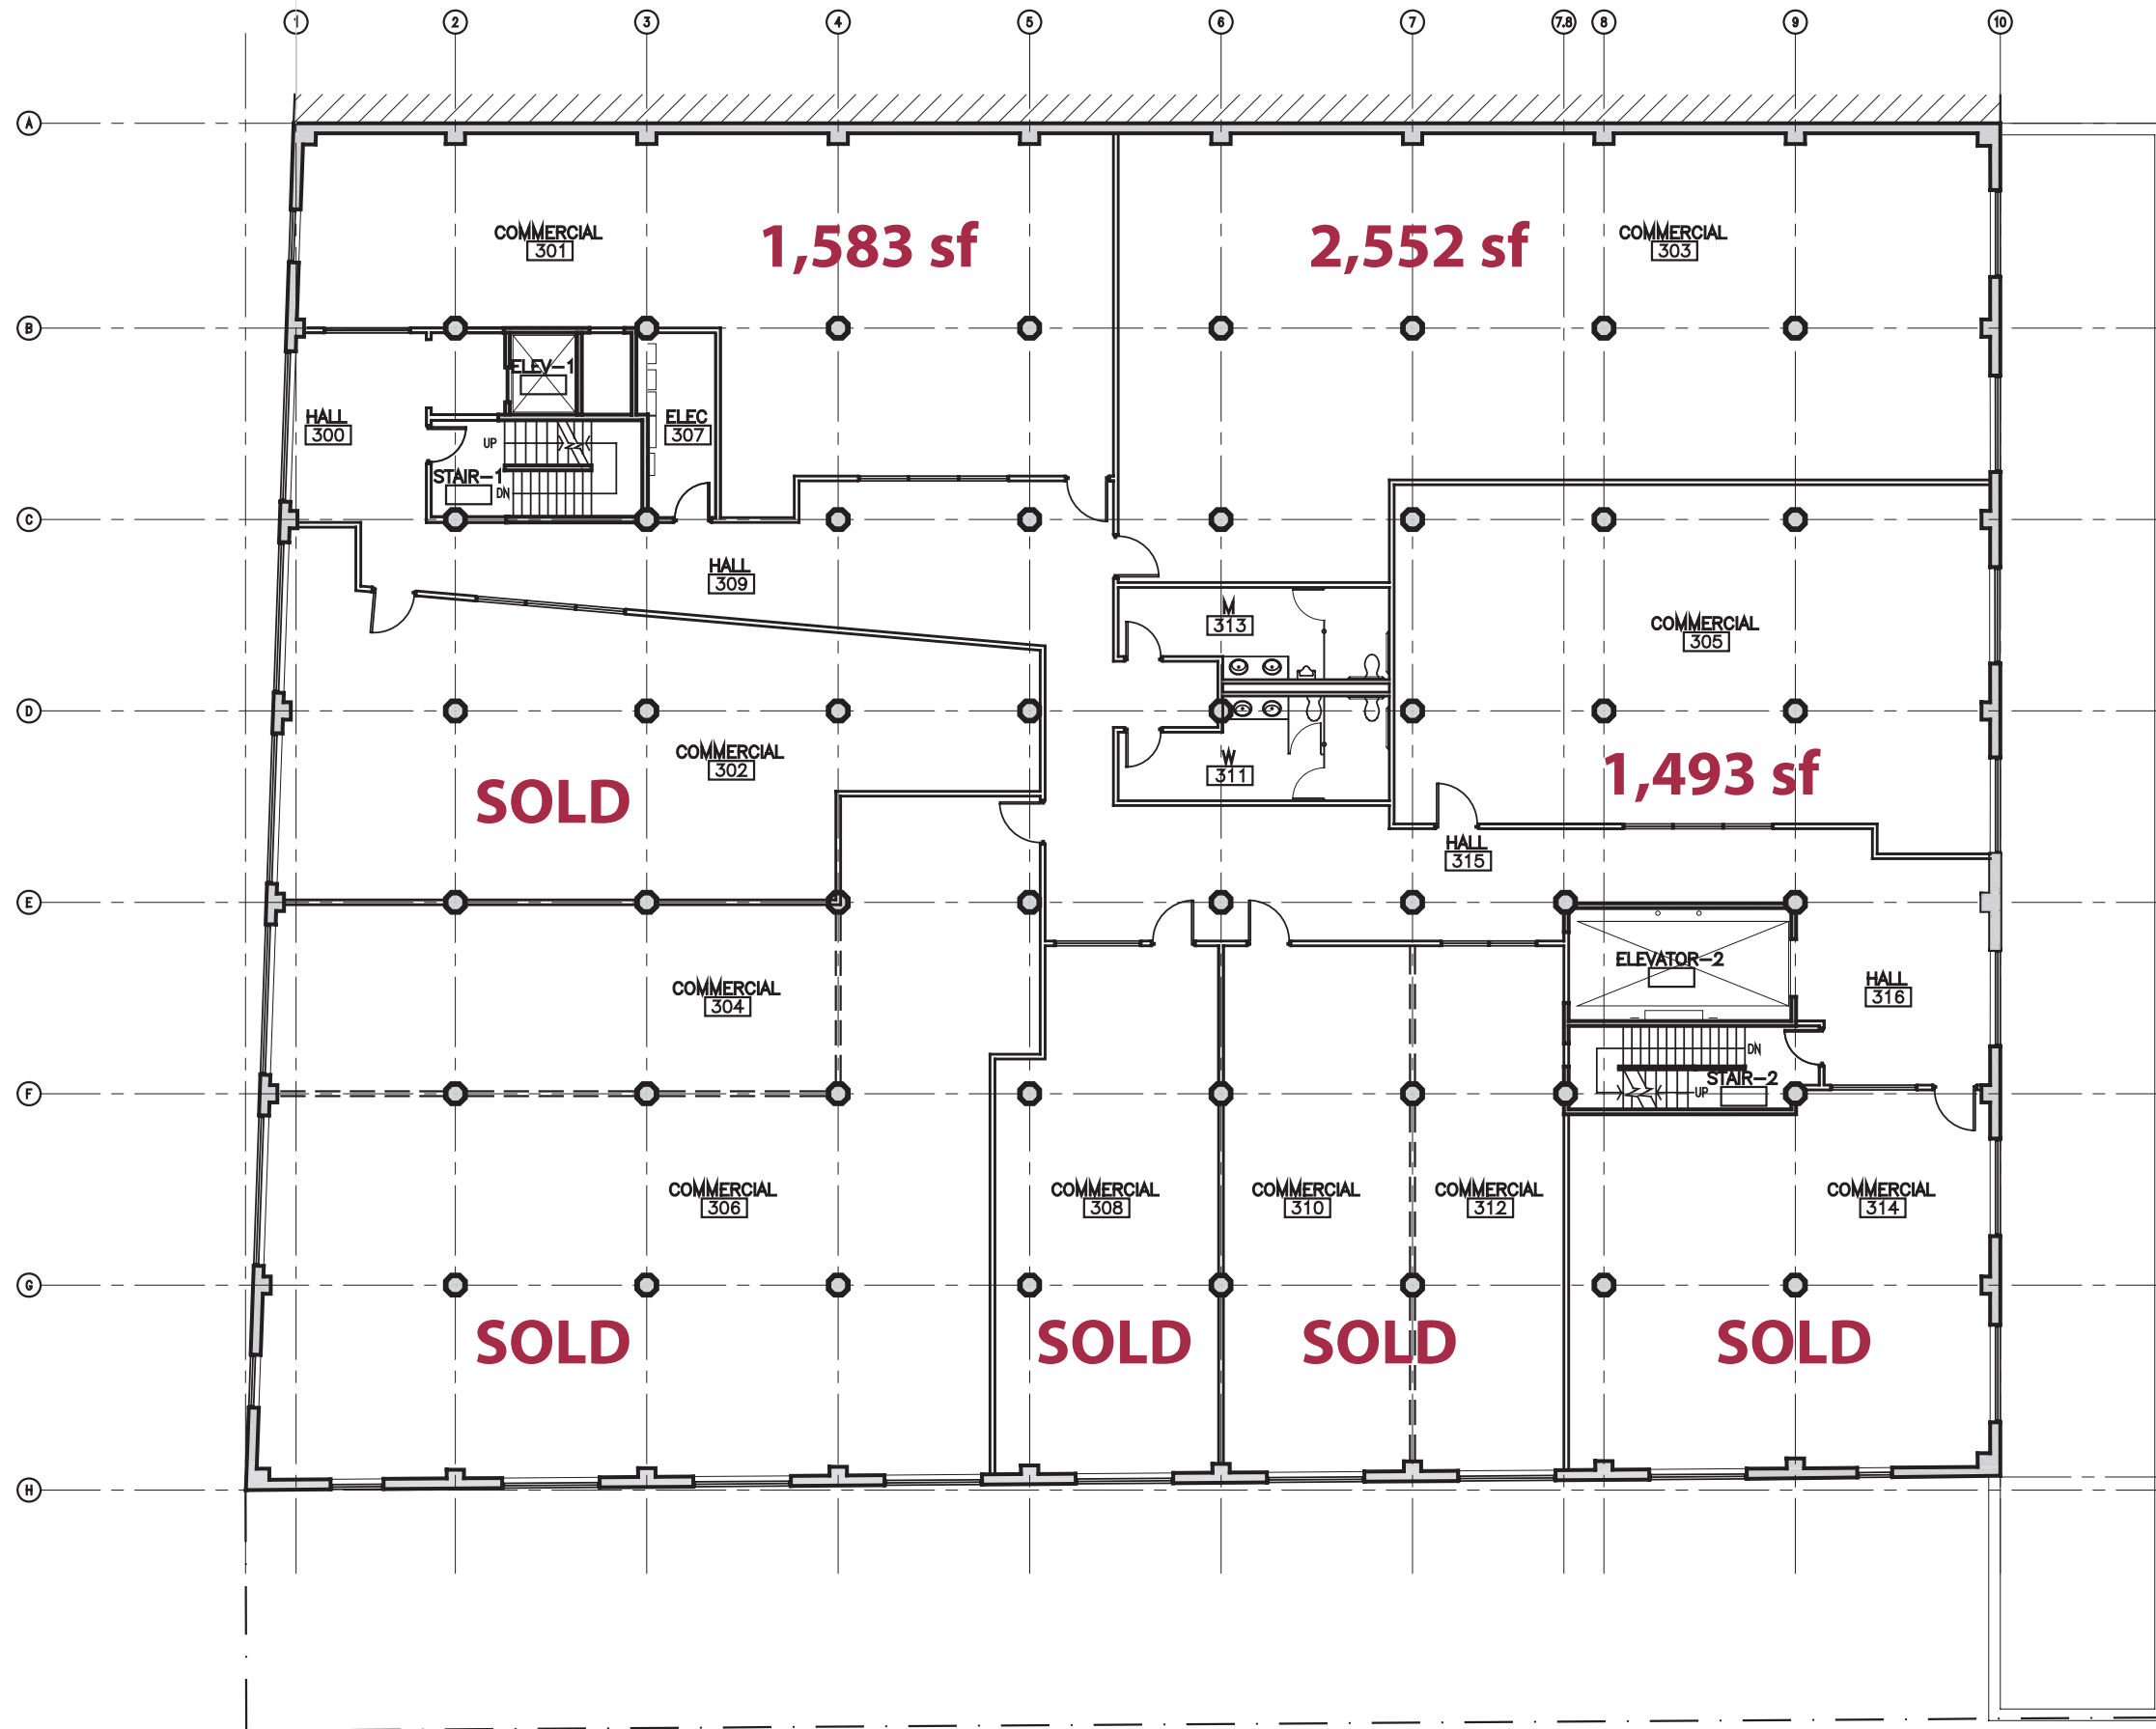 1 2 3 4 5 6 7 7.8 8 9 10
A
COMMERCIAL
301
1,583 sf
2,552 sf
COMMERCIAL
303
B
ELEV-1
HALL
300
ELEC
307
UP
STAIR-1
DN
C
HALL
309
M
313
COMMERCIAL
305
D
COMMERCIAL
302
W
311
1,493 sf
SOLD
HALL
315
E
ELEVATOR-2
HALL
316
COMMERCIAL
304
DN
STAIR-2
UP
F
COMMERCIAL
306
COMMERCIAL
308
COMMERCIAL
310
COMMERCIAL
312
COMMERCIAL
314
G
SOLD SOLD SOLD SOLD
H